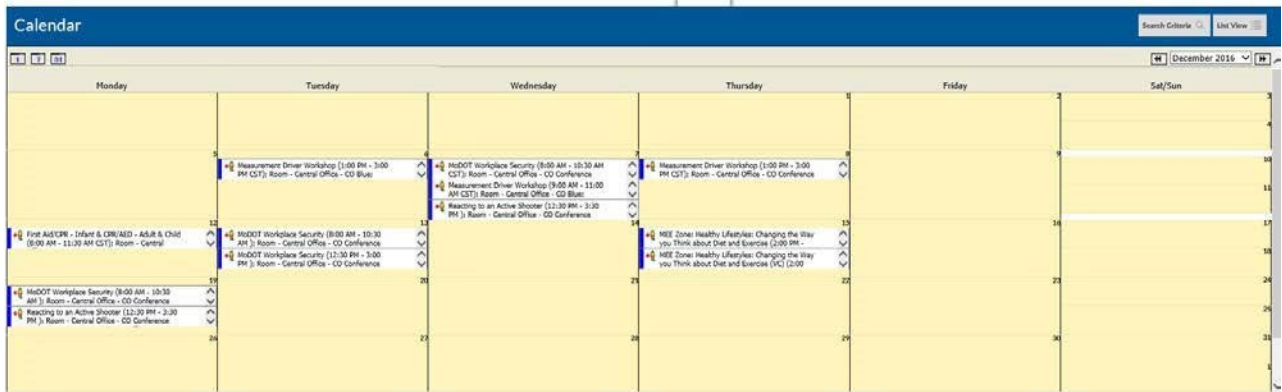 Calendar
Search Criteria
List View
1 7 31
December 2016
Monday Tuesday Wednesday Thursday Friday Sat/Sun
1 2 3
4
5 6 7 8 9 10
Measurement Driver Workshop (1:00 PM - 3:00
PM CST): Room - Central Office - CO Blue:
MoDOT Workplace Security (8:00 AM - 10:30 AM
CST): Room - Central Office - CO Conference
Measurement Driver Workshop (9:00 AM - 11:00
AM CST): Room - Central Office - CO Blue:
Reacting to an Active Shooter (12:30 PM - 3:30
PM ): Room - Central Office - CO Conference
Measurement Driver Workshop (1:00 PM - 3:00
PM CST): Room - Central Office - CO Conference
11
12 13 14 15 16 17
First Aid/CPR - Infant & CPR/AED - Adult & Child
(8:00 AM - 11:30 AM CST): Room - Central
MoDOT Workplace Security (8:00 AM - 10:30
AM ): Room - Central Office - CO Conference
MoDOT Workplace Security (12:30 PM - 3:00
PM ): Room - Central Office - CO Conference
MEE Zone: Healthy Lifestyles: Changing the Way
you Think about Diet and Exercise (2:00 PM -
MEE Zone: Healthy Lifestyles: Changing the Way
you Think about Diet and Exercise (VC) (2:00
18
19 20 21 22 23 24
MoDOT Workplace Security (8:00 AM - 10:30
AM ): Room - Central Office - CO Conference
Reacting to an Active Shooter (12:30 PM - 3:30
PM ): Room - Central Office - CO Conference
25
26 27 28 29 30 31
1